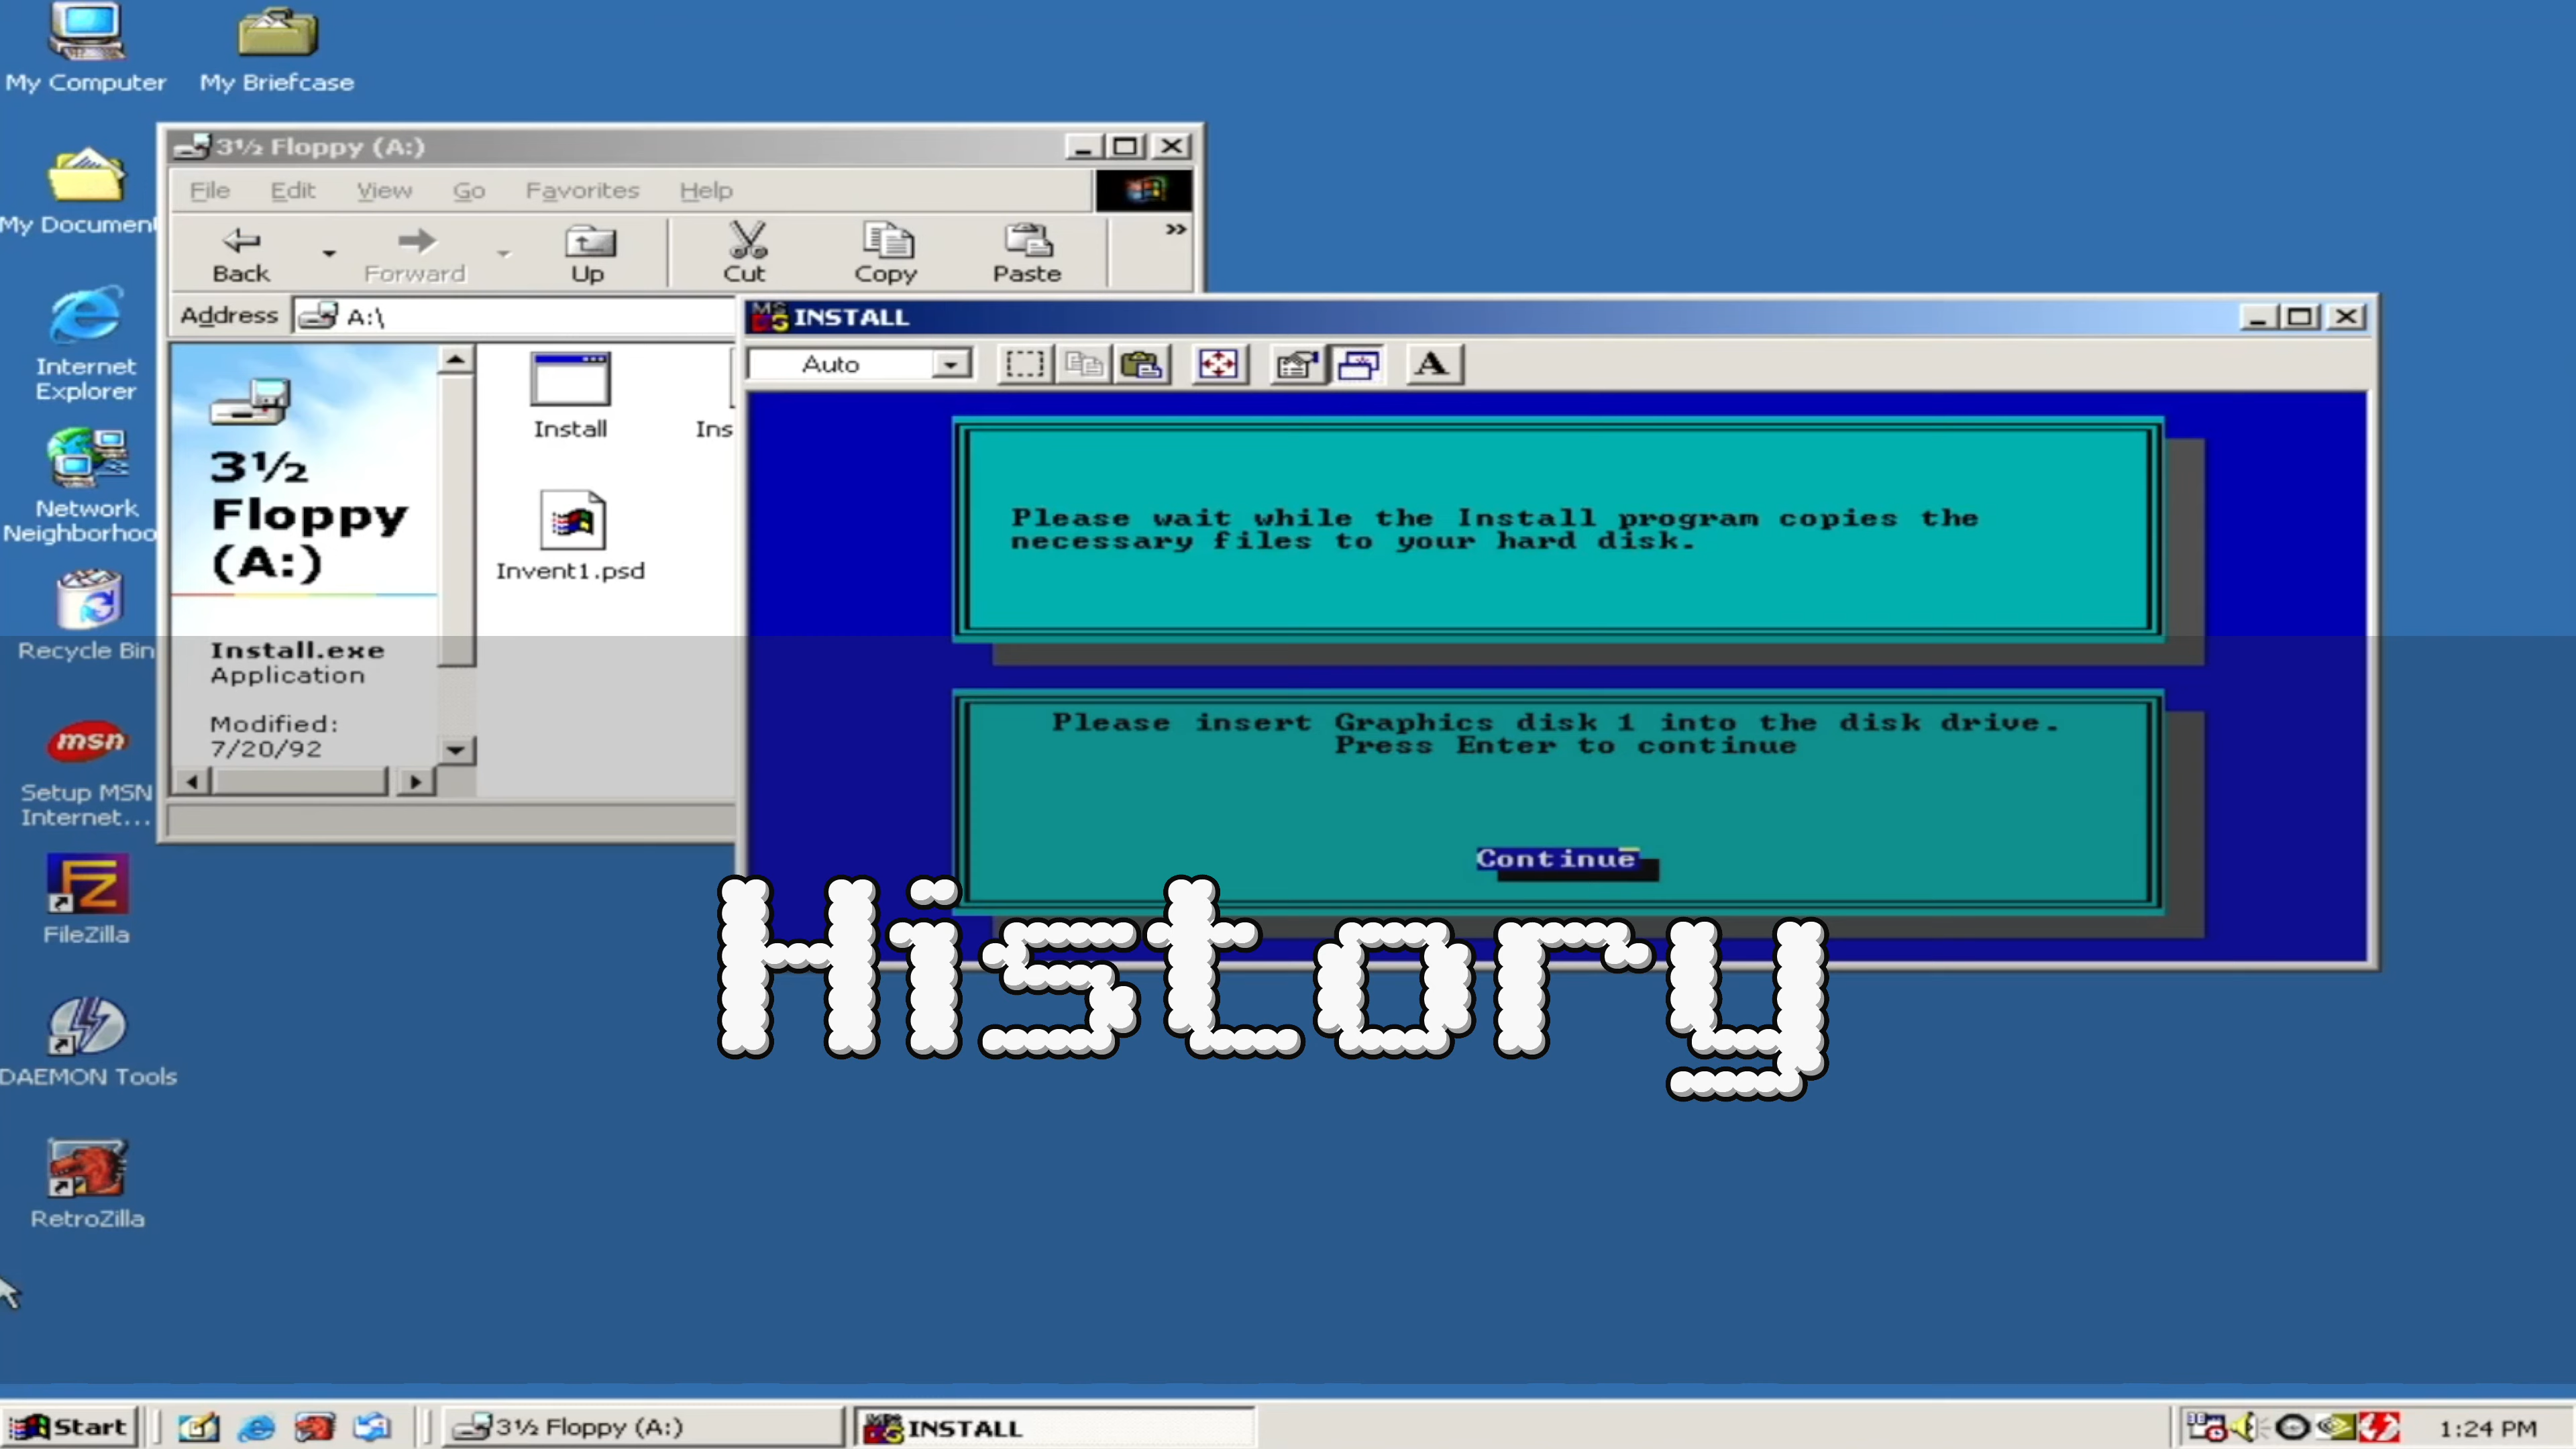 My Computer
My Briefcase
My Document
Internet
Explorer
Network
Neighborhoo
Recycle Bin
msn
Setup MSN
Internet...
FZ
FileZilla
DAEMON Tools
RetroZilla
3½ Floppy (A:)
File Edit View Go Favorites Help
»
Back Forward Up Cut Copy Paste
Address A:\
3½
Floppy
(A:)
Install.exe
Application
Modified:
7/20/92
Install
Ins
Invent1.psd
INSTALL
Auto
A
Please wait while the Install program copies the
necessary files to your hard disk.
Please insert Graphics disk 1 into the disk drive.
Press Enter to continue
Continue
History
Start
3½ Floppy (A:)
INSTALL
1:24 PM